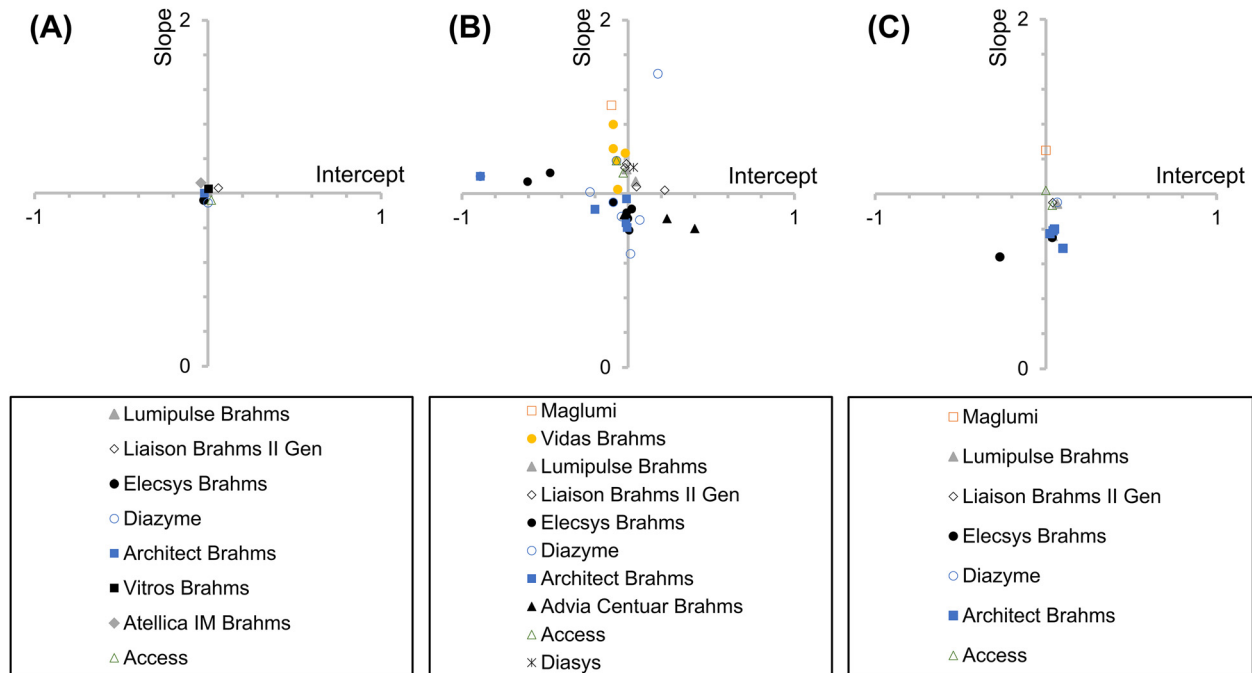 (A)
Slope
2
Intercept
-1
1
0
Lumipulse Brahms
Liaison Brahms II Gen
Elecsys Brahms
Diazyme
Architect Brahms
Vitros Brahms
Atellica IM Brahms
Access
(B)
Slope
2
Intercept
-1
1
0
Maglumi
Vidas Brahms
Lumipulse Brahms
Liaison Brahms II Gen
Elecsys Brahms
Diazyme
Architect Brahms
Advia Centuar Brahms
Access
Diasys
(C)
Slope
2
Intercept
-1
1
0
Maglumi
Lumipulse Brahms
Liaison Brahms II Gen
Elecsys Brahms
Diazyme
Architect Brahms
Access